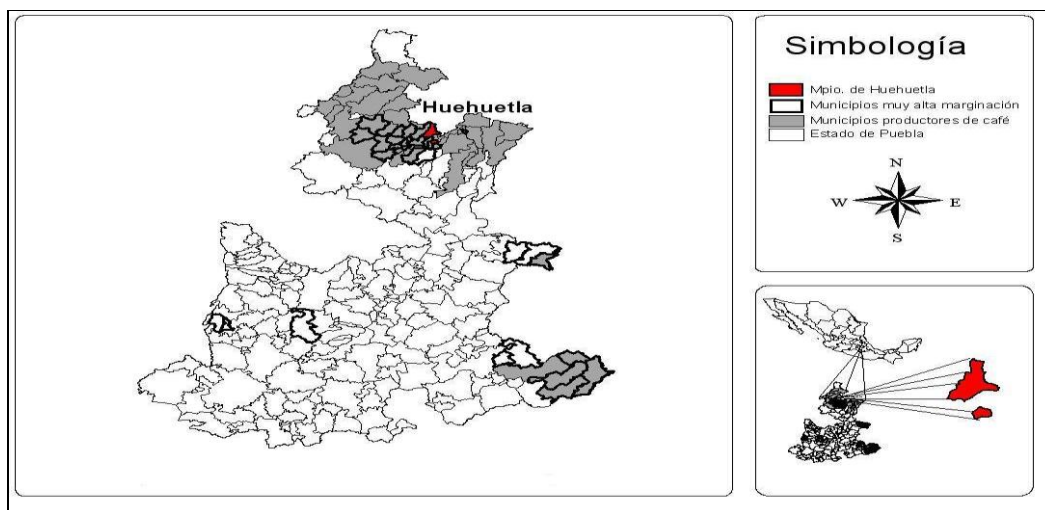 Huehuetla
Simbología
Mpio. de Huehuetla
Municipios muy alta marginación
Municipios productores de café
Estado de Puebla
N
W E
S